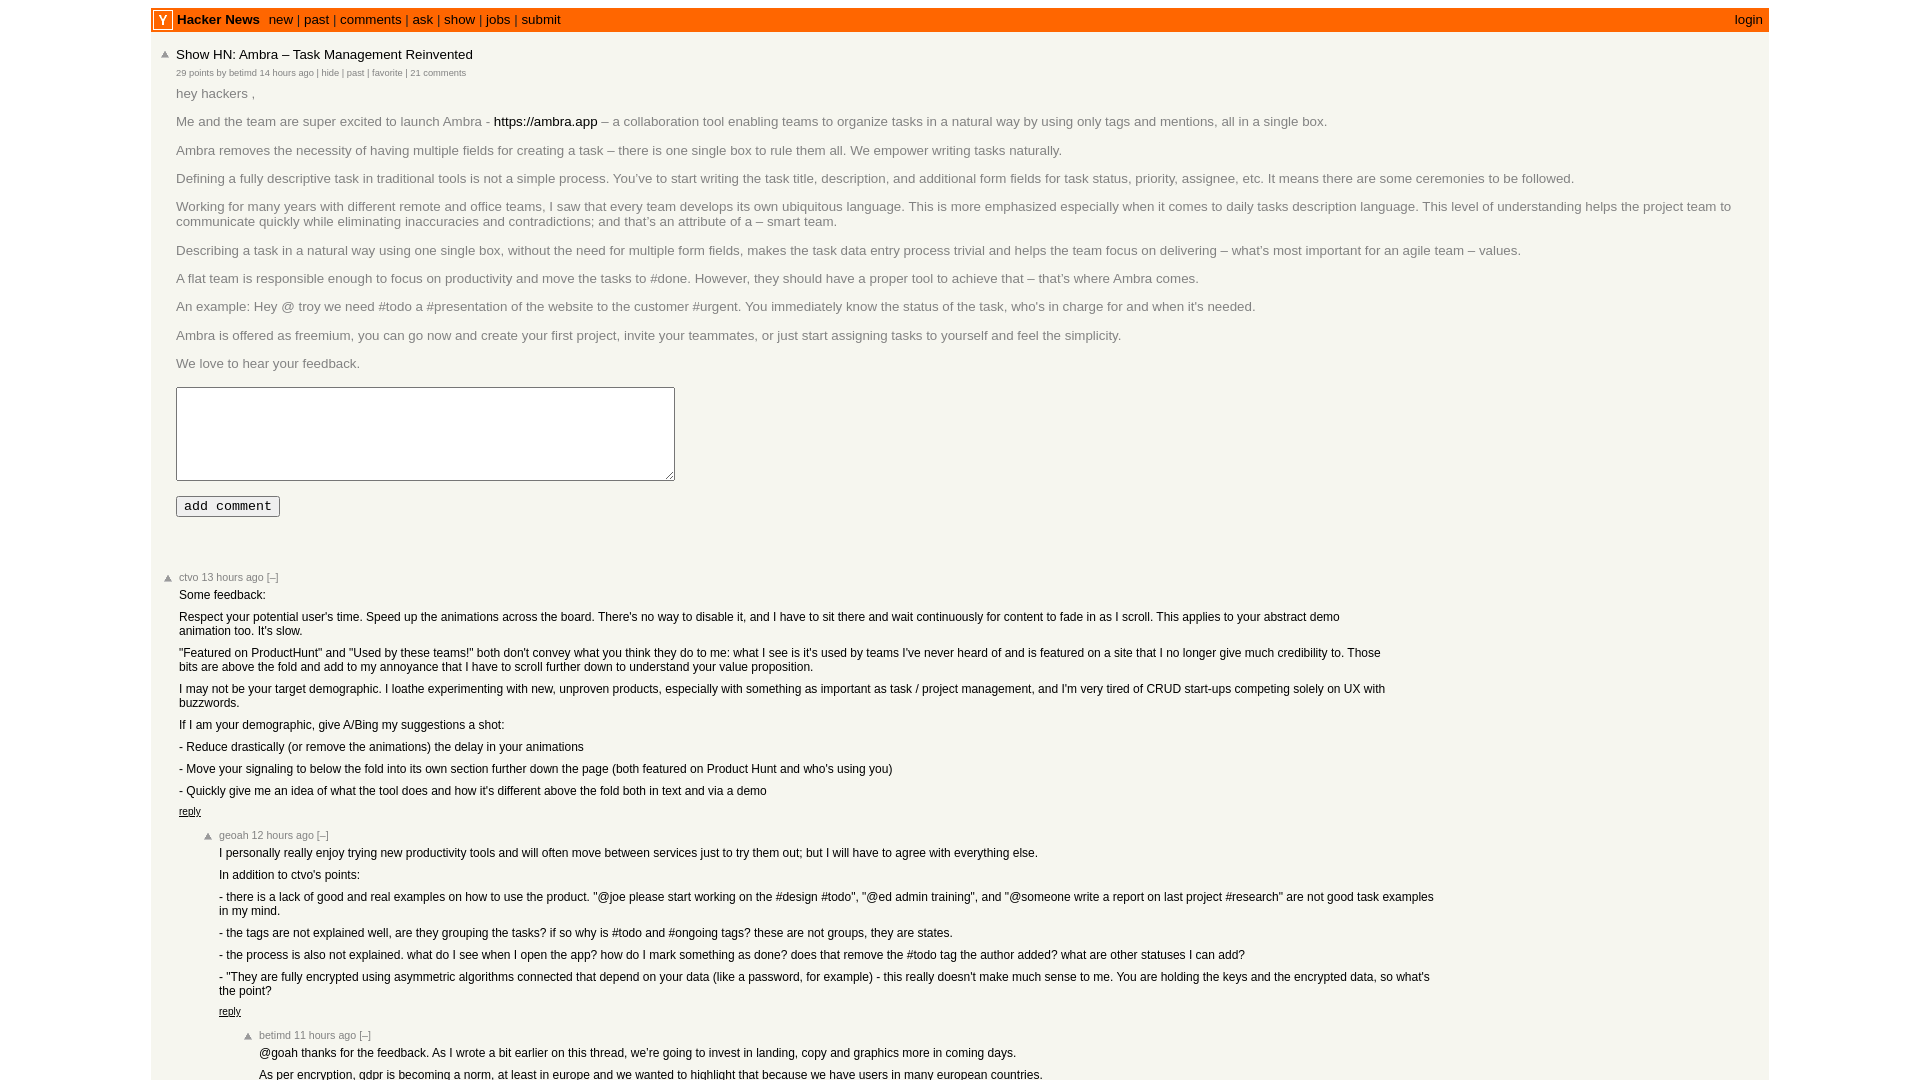 Y Hacker News new | past | comments | ask | show | jobs | submit login
Show HN: Ambra – Task Management Reinvented
29 points by betimd 14 hours ago | hide | past | favorite | 21 comments
hey hackers ,
Me and the team are super excited to launch Ambra - https://ambra.app – a collaboration tool enabling teams to organize tasks in a natural way by using only tags and mentions, all in a single box.
Ambra removes the necessity of having multiple fields for creating a task – there is one single box to rule them all. We empower writing tasks naturally.
Defining a fully descriptive task in traditional tools is not a simple process. You’ve to start writing the task title, description, and additional form fields for task status, priority, assignee, etc. It means there are some ceremonies to be followed.
Working for many years with different remote and office teams, I saw that every team develops its own ubiquitous language. This is more emphasized especially when it comes to daily tasks description language. This level of understanding helps the project team to
communicate quickly while eliminating inaccuracies and contradictions; and that’s an attribute of a – smart team.
Describing a task in a natural way using one single box, without the need for multiple form fields, makes the task data entry process trivial and helps the team focus on delivering – what’s most important for an agile team – values.
A flat team is responsible enough to focus on productivity and move the tasks to #done. However, they should have a proper tool to achieve that – that’s where Ambra comes.
An example: Hey @ troy we need #todo a #presentation of the website to the customer #urgent. You immediately know the status of the task, who's in charge for and when it's needed.
Ambra is offered as freemium, you can go now and create your first project, invite your teammates, or just start assigning tasks to yourself and feel the simplicity.
We love to hear your feedback.
add comment
ctvo 13 hours ago [–]
Some feedback:
Respect your potential user's time. Speed up the animations across the board. There's no way to disable it, and I have to sit there and wait continuously for content to fade in as I scroll. This applies to your abstract demo
animation too. It's slow.
"Featured on ProductHunt" and "Used by these teams!" both don't convey what you think they do to me: what I see is it's used by teams I've never heard of and is featured on a site that I no longer give much credibility to. Those
bits are above the fold and add to my annoyance that I have to scroll further down to understand your value proposition.
I may not be your target demographic. I loathe experimenting with new, unproven products, especially with something as important as task / project management, and I'm very tired of CRUD start-ups competing solely on UX with
buzzwords.
If I am your demographic, give A/Bing my suggestions a shot:
- Reduce drastically (or remove the animations) the delay in your animations
- Move your signaling to below the fold into its own section further down the page (both featured on Product Hunt and who's using you)
- Quickly give me an idea of what the tool does and how it's different above the fold both in text and via a demo
reply
geoah 12 hours ago [–]
I personally really enjoy trying new productivity tools and will often move between services just to try them out; but I will have to agree with everything else.
In addition to ctvo's points:
- there is a lack of good and real examples on how to use the product. "@joe please start working on the #design #todo", "@ed admin training", and "@someone write a report on last project #research" are not good task examples
in my mind.
- the tags are not explained well, are they grouping the tasks? if so why is #todo and #ongoing tags? these are not groups, they are states.
- the process is also not explained. what do I see when I open the app? how do I mark something as done? does that remove the #todo tag the author added? what are other statuses I can add?
- "They are fully encrypted using asymmetric algorithms connected that depend on your data (like a password, for example) - this really doesn't make much sense to me. You are holding the keys and the encrypted data, so what's
the point?
reply
betimd 11 hours ago [–]
@goah thanks for the feedback. As I wrote a bit earlier on this thread, we’re going to invest in landing, copy and graphics more in coming days.
As per encryption, gdpr is becoming a norm, at least in europe and we wanted to highlight that because we have users in many european countries.